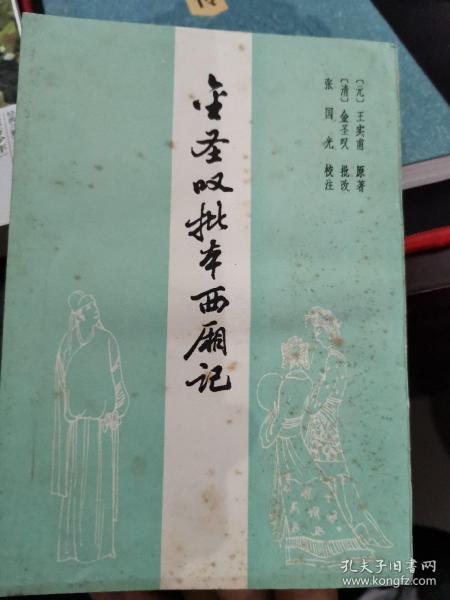 〔元〕王实甫 原著
〔清〕金圣叹 批改
张国光 校注
金圣叹批本西厢记
孔夫子旧书网
www.kongfz.com